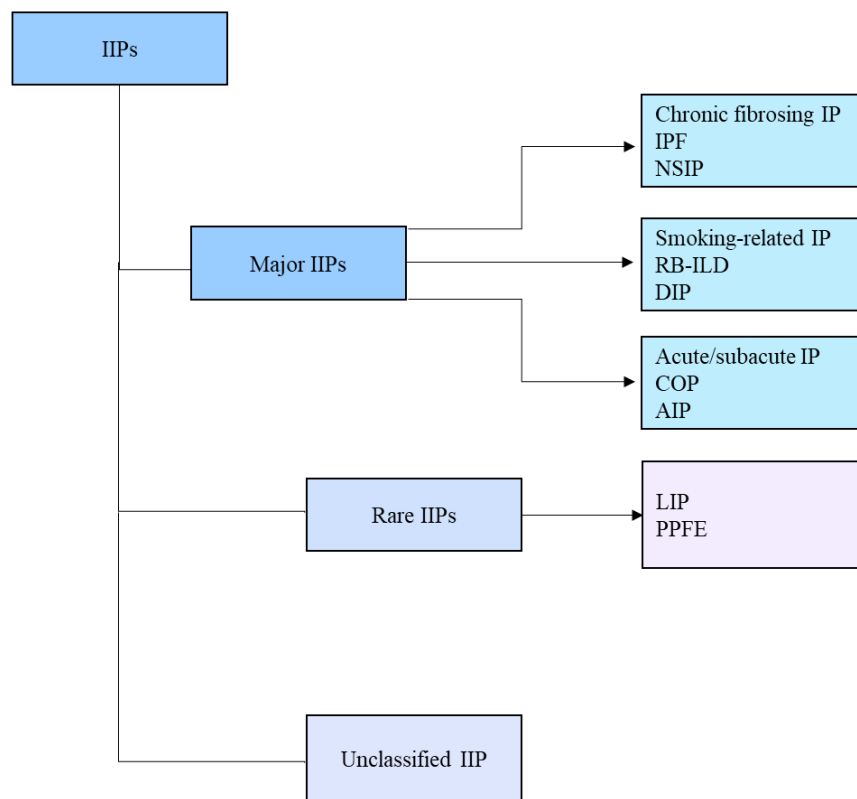 IIPs
Major IIPs
Chronic fibrosing IP
IPF
NSIP
Smoking-related IP
RB-ILD
DIP
Acute/subacute IP
COP
AIP
Rare IIPs
LIP
PPFE
Unclassified IIP